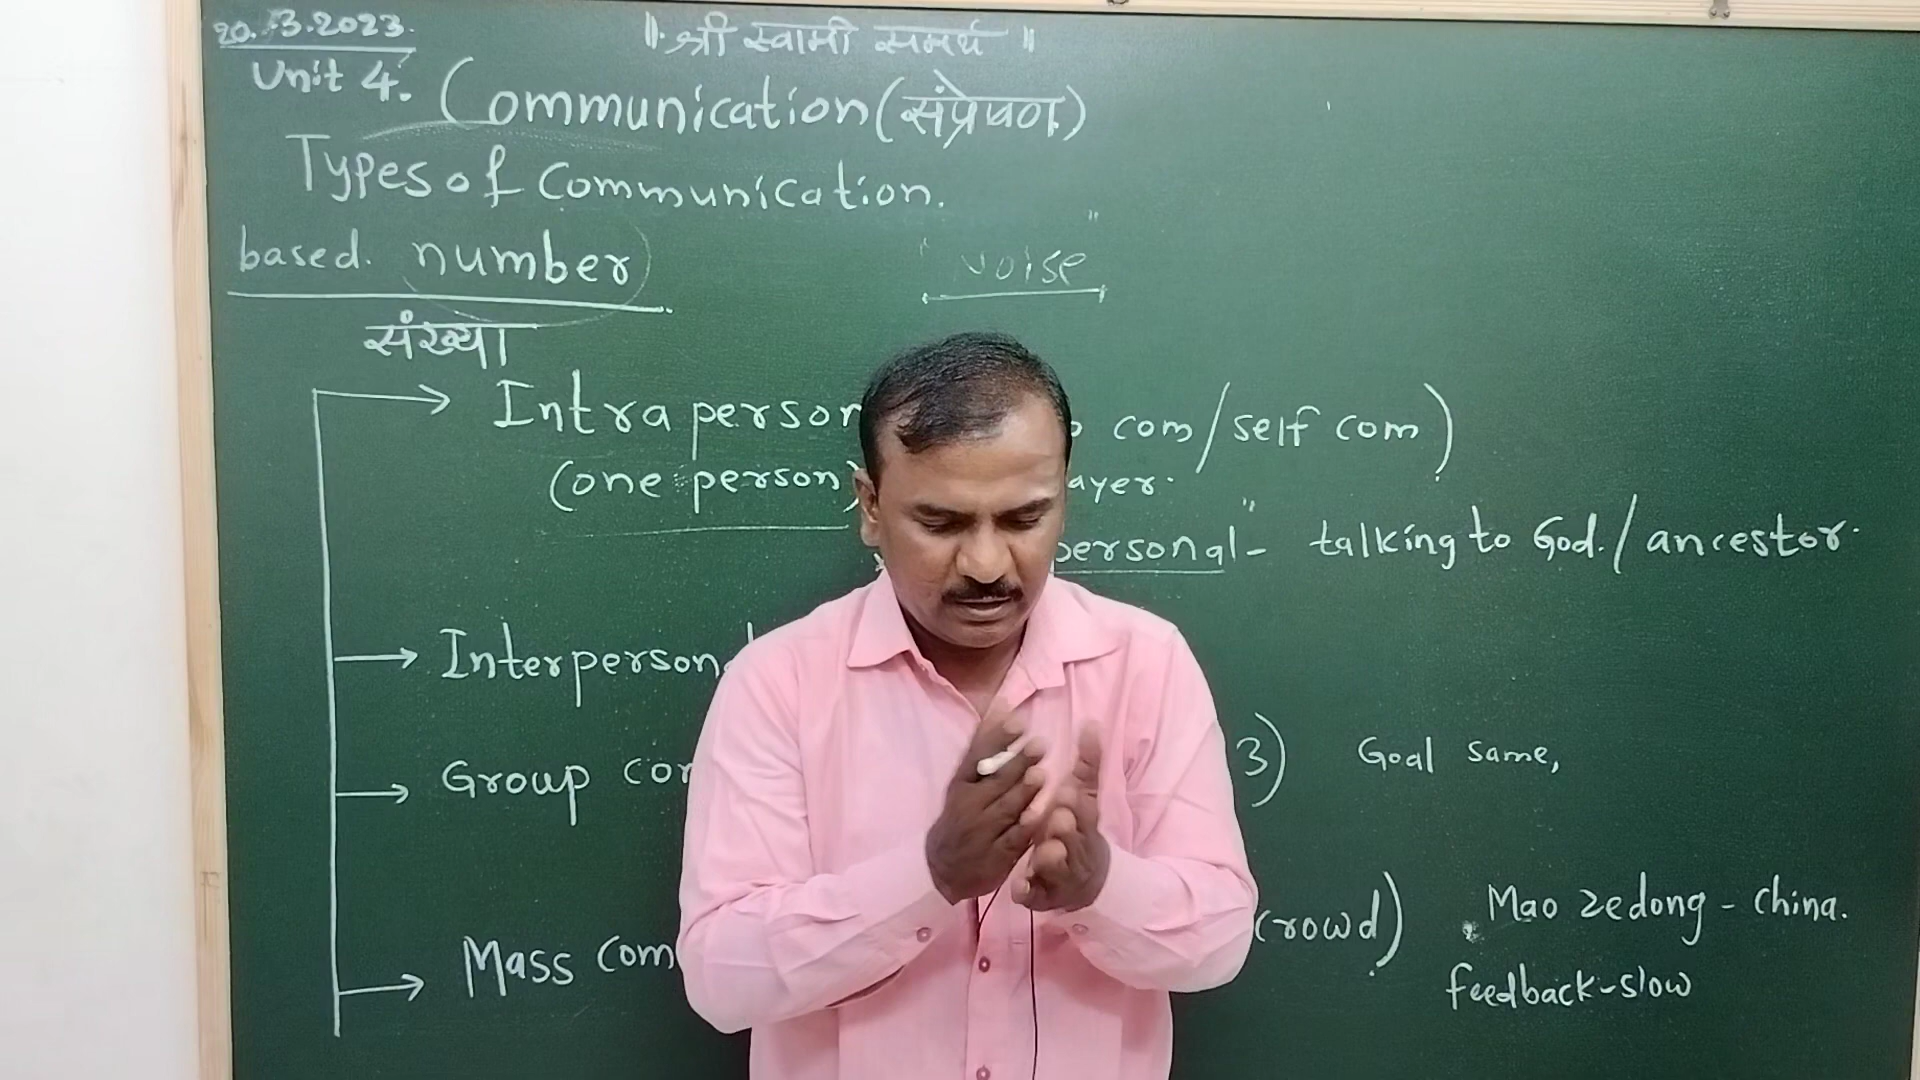 20.3.2023.
॥ श्री स्वामी समर्थ ॥
Unit 4. Communication (संप्रेषण)
Types of Communication.
based number
"noise"
संख्या
Intraperson com/self com)
(one person) ayer.
personal - talking to God./ancestor.
Interperson
Group com 3) Goal same,
Mass com crowd) Mao zedong - China.
feedback-slow